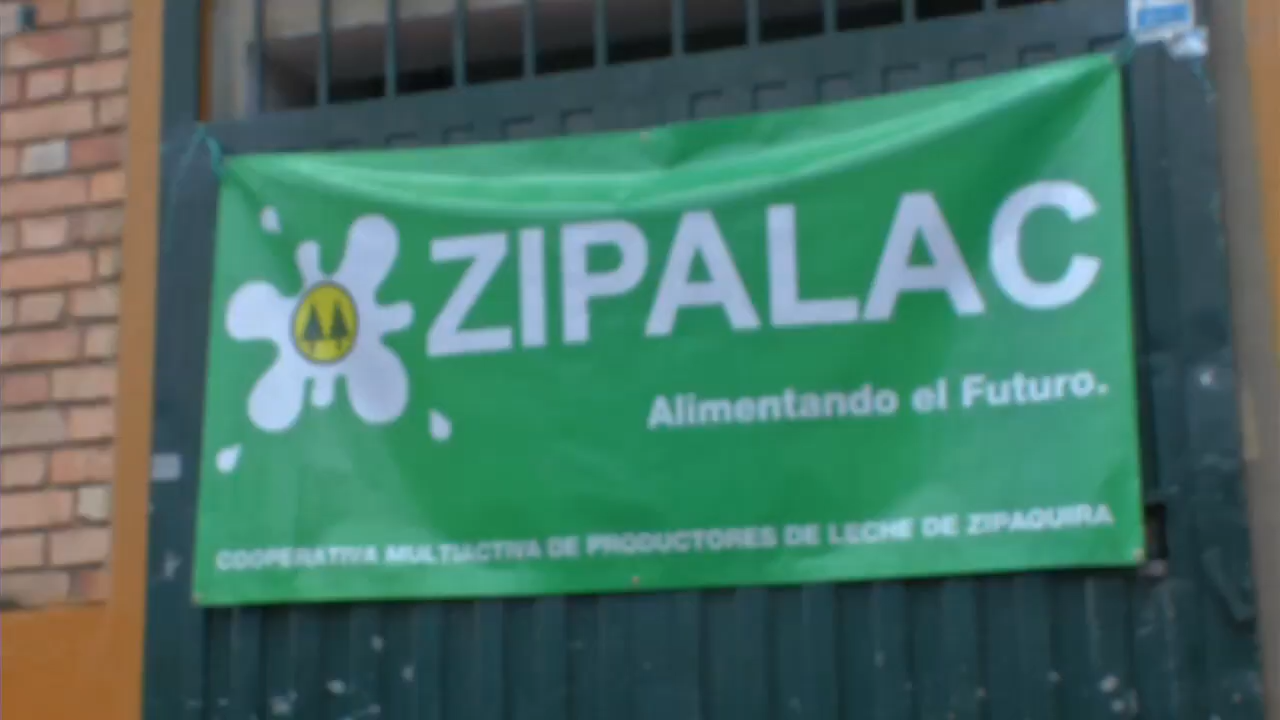 ZIPALAC
Alimentando el Futuro.
COOPERATIVA MULTIACTIVA DE PRODUCTORES DE LECHE DE ZIPAQUIRA